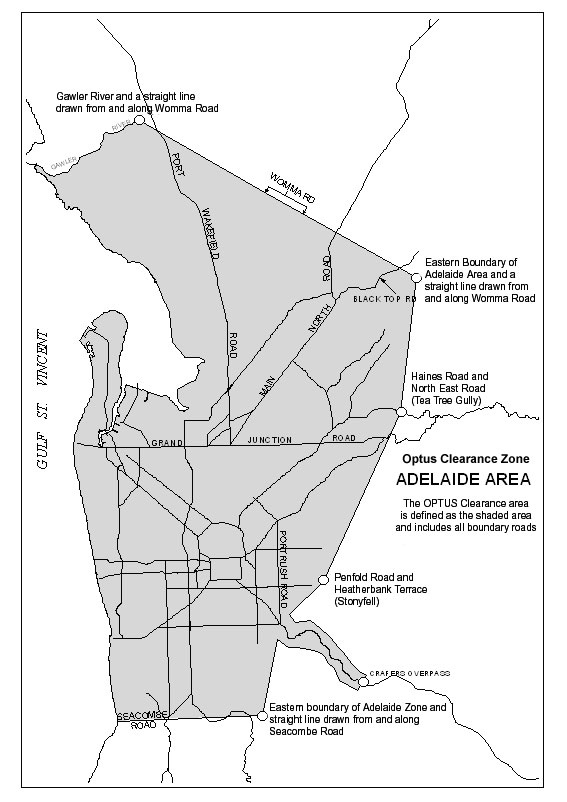 Gawler River and a straight line
drawn from and along Womma Road
GAWLER
RIVER
PORT
WAKEFIELD
ROAD
WOMMA RD
ROAD
NORTH
MAIN
BLACK TOP RD
Eastern Boundary of
Adelaide Area and a
straight line drawn from
and along Womma Road
Haines Road and
North East Road
(Tea Tree Gully)
GULF ST. VINCENT
GRAND JUNCTION ROAD
Optus Clearance Zone
ADELAIDE AREA
The OPTUS Clearance area
is defined as the shaded area
and includes all boundary roads
PORTRUSH ROAD
Penfold Road and
Heatherbank Terrace
(Stonyfell)
CRAFERS OVERPASS
Eastern boundary of Adelaide Zone and
straight line drawn from and along
Seacombe Road
SEACOMBE
ROAD